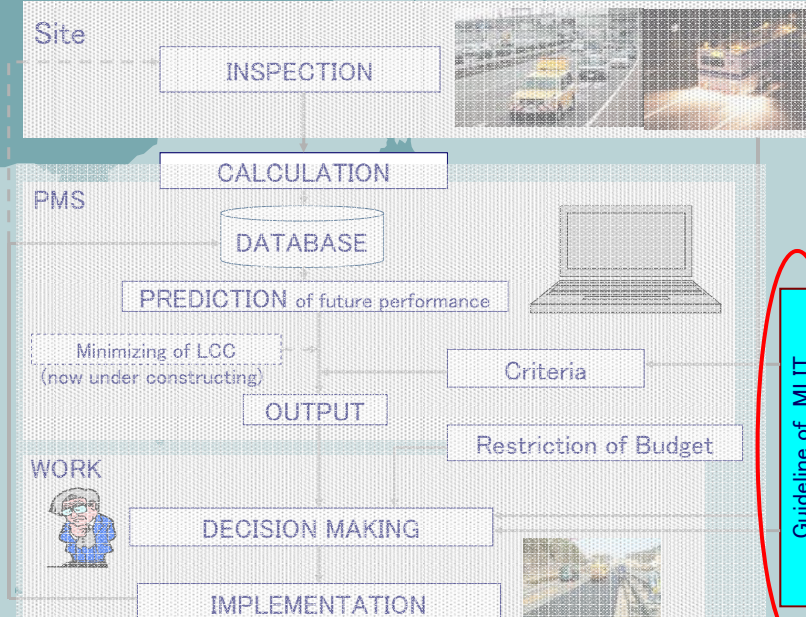 Site
INSPECTION
CALCULATION
PMS
DATABASE
PREDICTION of future performance
Minimizing of LCC
(now under constructing)
Criteria
OUTPUT
Restriction of Budget
WORK
DECISION MAKING
IMPLEMENTATION
Guideline of MLIT